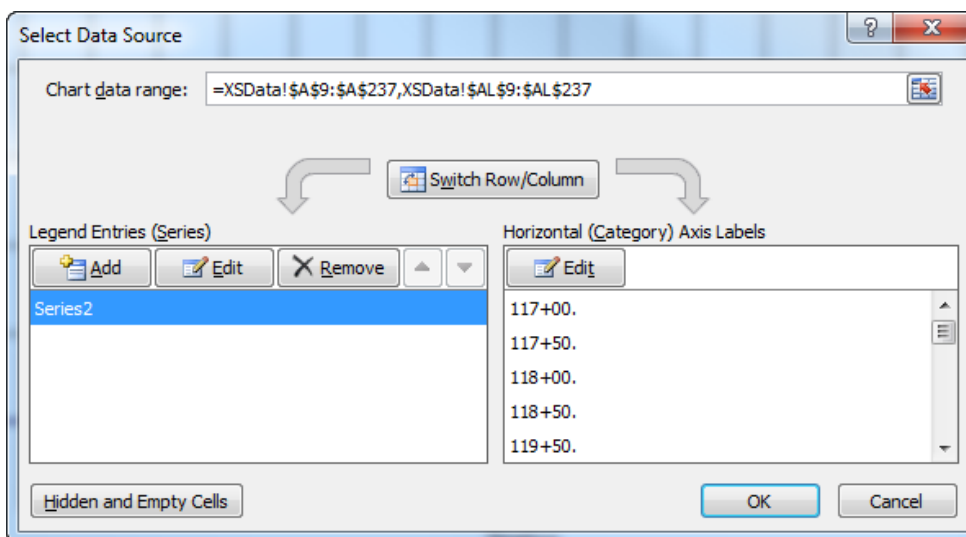 Select Data Source
?
X
Chart data range: =XSData!$A$9:$A$237,XSData!$AL$9:$AL$237
Switch Row/Column
Legend Entries (Series)
Add Edit Remove
Series2
Horizontal (Category) Axis Labels
Edit
117+00.
117+50.
118+00.
118+50.
119+50.
Hidden and Empty Cells
OK Cancel